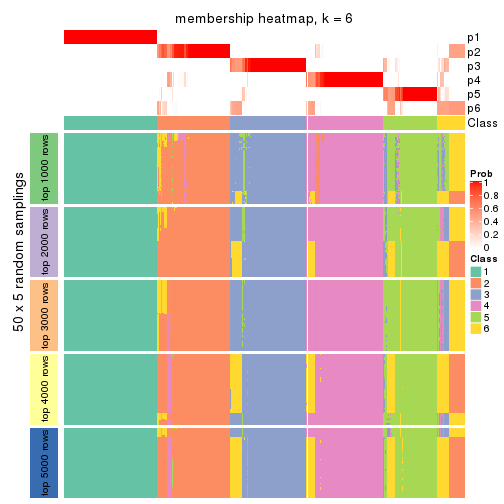 membership heatmap, k = 6
p1
p2
p3
p4
p5
p6
Class
50 x 5 random samplings
top 1000 rows
top 2000 rows
top 3000 rows
top 4000 rows
top 5000 rows
Prob
1
0.8
0.6
0.4
0.2
0
Class
1
2
3
4
5
6